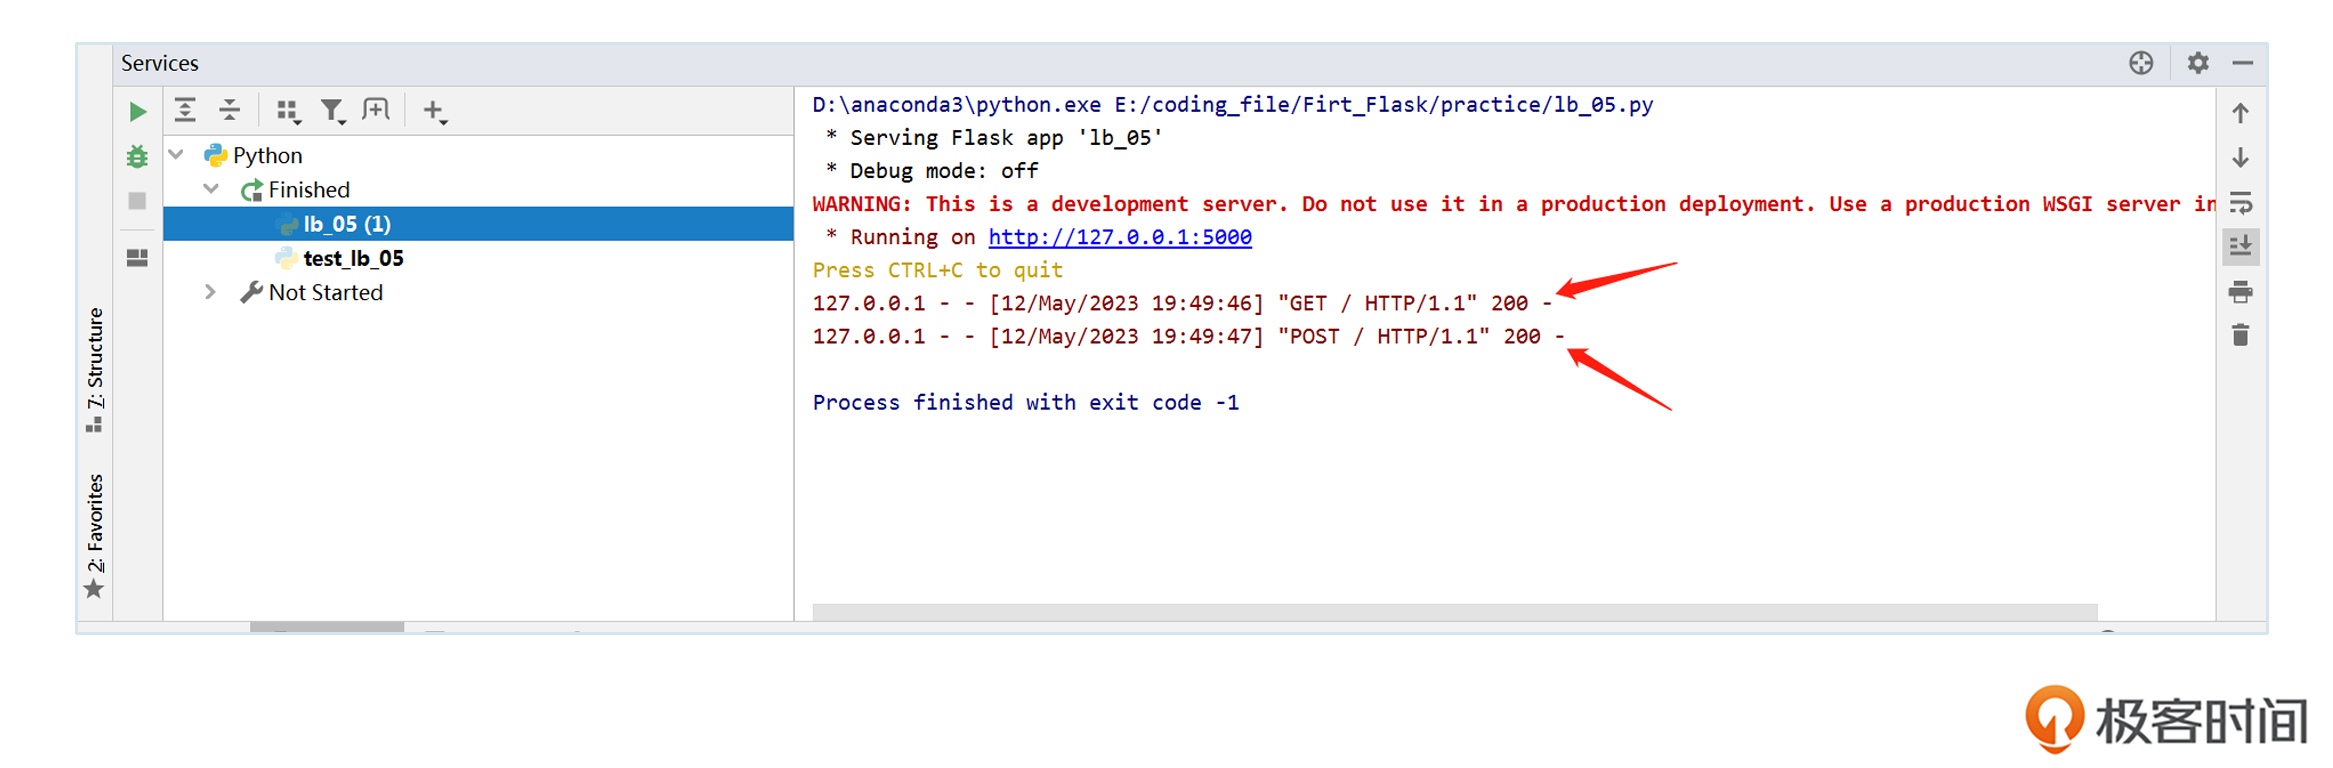 Services
Python
Finished
lb_05 (1)
test_lb_05
Not Started
7: Structure
2: Favorites
D:\anaconda3\python.exe E:/coding_file/Firt_Flask/practice/lb_05.py
* Serving Flask app 'lb_05'
* Debug mode: off
WARNING: This is a development server. Do not use it in a production deployment. Use a production WSGI server in
* Running on http://127.0.0.1:5000
Press CTRL+C to quit
127.0.0.1 - - [12/May/2023 19:49:46] "GET / HTTP/1.1" 200 -
127.0.0.1 - - [12/May/2023 19:49:47] "POST / HTTP/1.1" 200 -
Process finished with exit code -1
极客时间